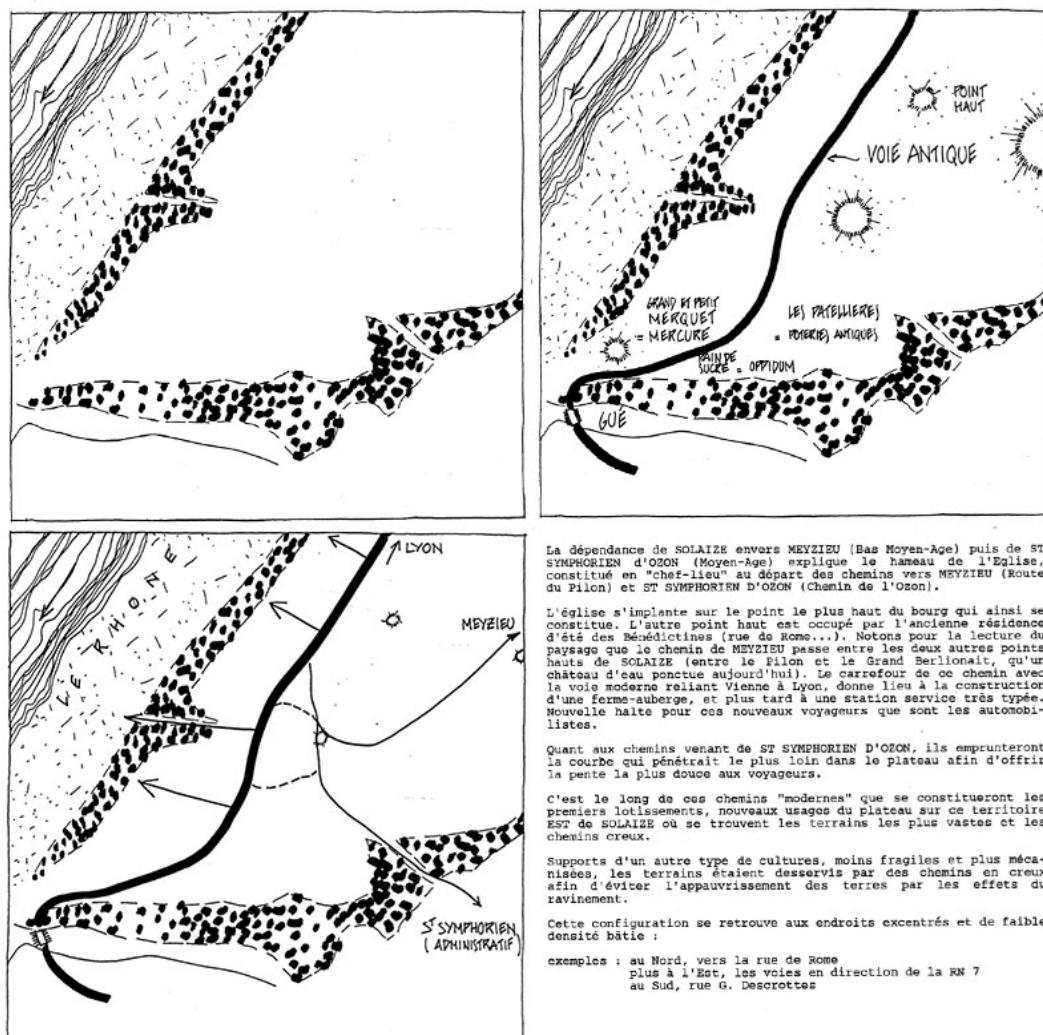 POINT
HAUT
VOIE ANTIQUE
GRAND ET PETIT
MERQUET
= MERCURE
LES PATELLIERES
= POTERIES ANTIQUES
PAIN DE
SUCRE = OPPIDUM
GUÉ
LE RHONE
LYON
MEYZIEU
ST SYMPHORIEN
(ADMINISTRATIF)
La dépendance de SOLAIZE envers MEYZIEU (Bas Moyen-Age) puis de ST
SYMPHORIEN d'OZON (Moyen-Age) explique le hameau de l'Eglise,
constitué en "chef-lieu" au départ des chemins vers MEYZIEU (Route
du Pilon) et ST SYMPHORIEN D'OZON (Chemin de l'Ozon).
L'église s'implante sur le point le plus haut du bourg qui ainsi se
constitue. L'autre point haut est occupé par l'ancienne résidence
d'été des Bénédictines (rue de Rome...). Notons pour la lecture du
paysage que le chemin de MEYZIEU passe entre les deux autres points
hauts de SOLAIZE (entre le Pilon et le Grand Berlionait, qu'un
château d'eau ponctue aujourd'hui). Le carrefour de ce chemin avec
la voie moderne reliant Vienne à Lyon, donne lieu à la construction
d'une ferme-auberge, et plus tard à une station service très typée.
Nouvelle halte pour ces nouveaux voyageurs que sont les automobi-
listes.
Quant aux chemins venant de ST SYMPHORIEN D'OZON, ils emprunteront
la courbe qui pénétrait le plus loin dans le plateau afin d'offrir
la pente la plus douce aux voyageurs.
C'est le long de ces chemins "modernes" que se constitueront les
premiers lotissements, nouveaux usages du plateau sur ce territoire
EST de SOLAIZE où se trouvent les terrains les plus vastes et les
chemins creux.
Supports d'un autre type de cultures, moins fragiles et plus méca-
nisées, les terrains étaient desservis par des chemins en creux
afin d'éviter l'appauvrissement des terres par les effets du
ravinement.
Cette configuration se retrouve aux endroits excentrés et de faible
densité bâtie :
exemples : au Nord, vers la rue de Rome
plus à l'Est, les voies en direction de la RN 7
au Sud, rue G. Descrottes